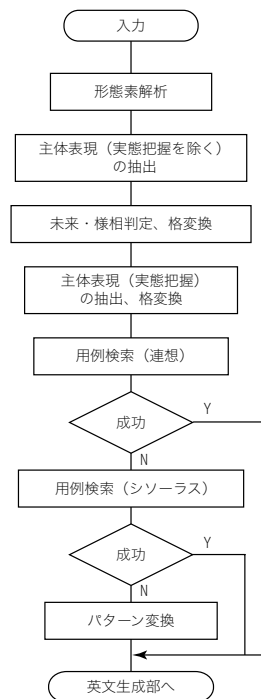 入力
形態素解析
主体表現（実態把握を除く）
の抽出
未来・様相判定、格変換
主体表現（実態把握）
の抽出、格変換
用例検索（連想）
成功
Y
N
用例検索（シソーラス）
成功
Y
N
パターン変換
英文生成部へ